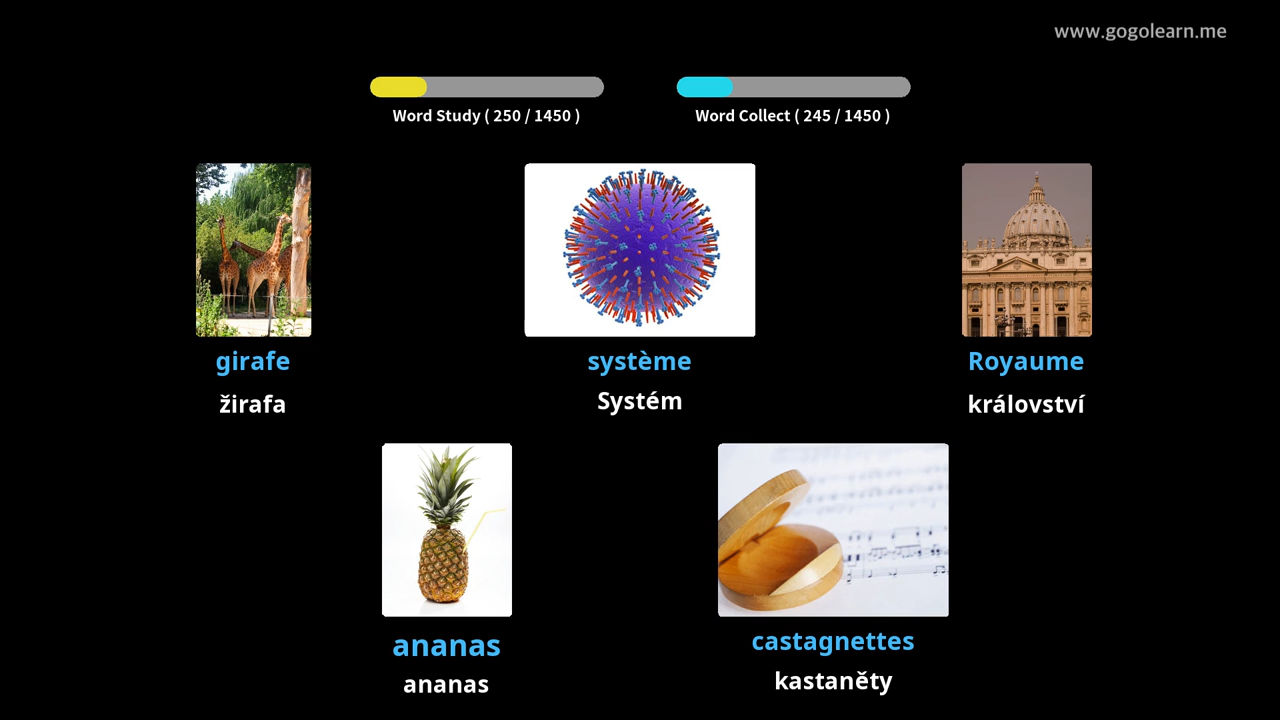 www.gogolearn.me
Word Study ( 250 / 1450 )
Word Collect ( 245 / 1450 )
girafe
žirafa
système
Systém
Royaume
království
ananas
ananas
castagnettes
kastaněty